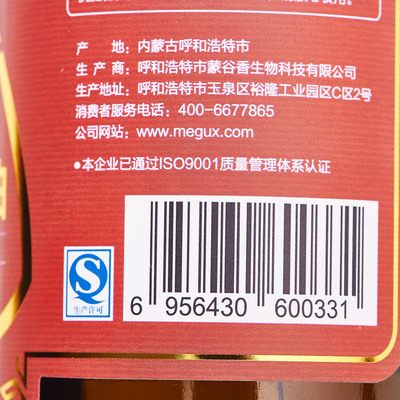 产 地：内蒙古呼和浩特市
生 产 商：呼和浩特市蒙谷香生物科技有限公司
生产地址：呼和浩特市玉泉区裕隆工业园区C区2号
消费者服务电话：400-6677865
公司网站：www.megux.com
●本企业已通过ISO9001质量管理体系认证
QS
生产许可
6 956430 600331